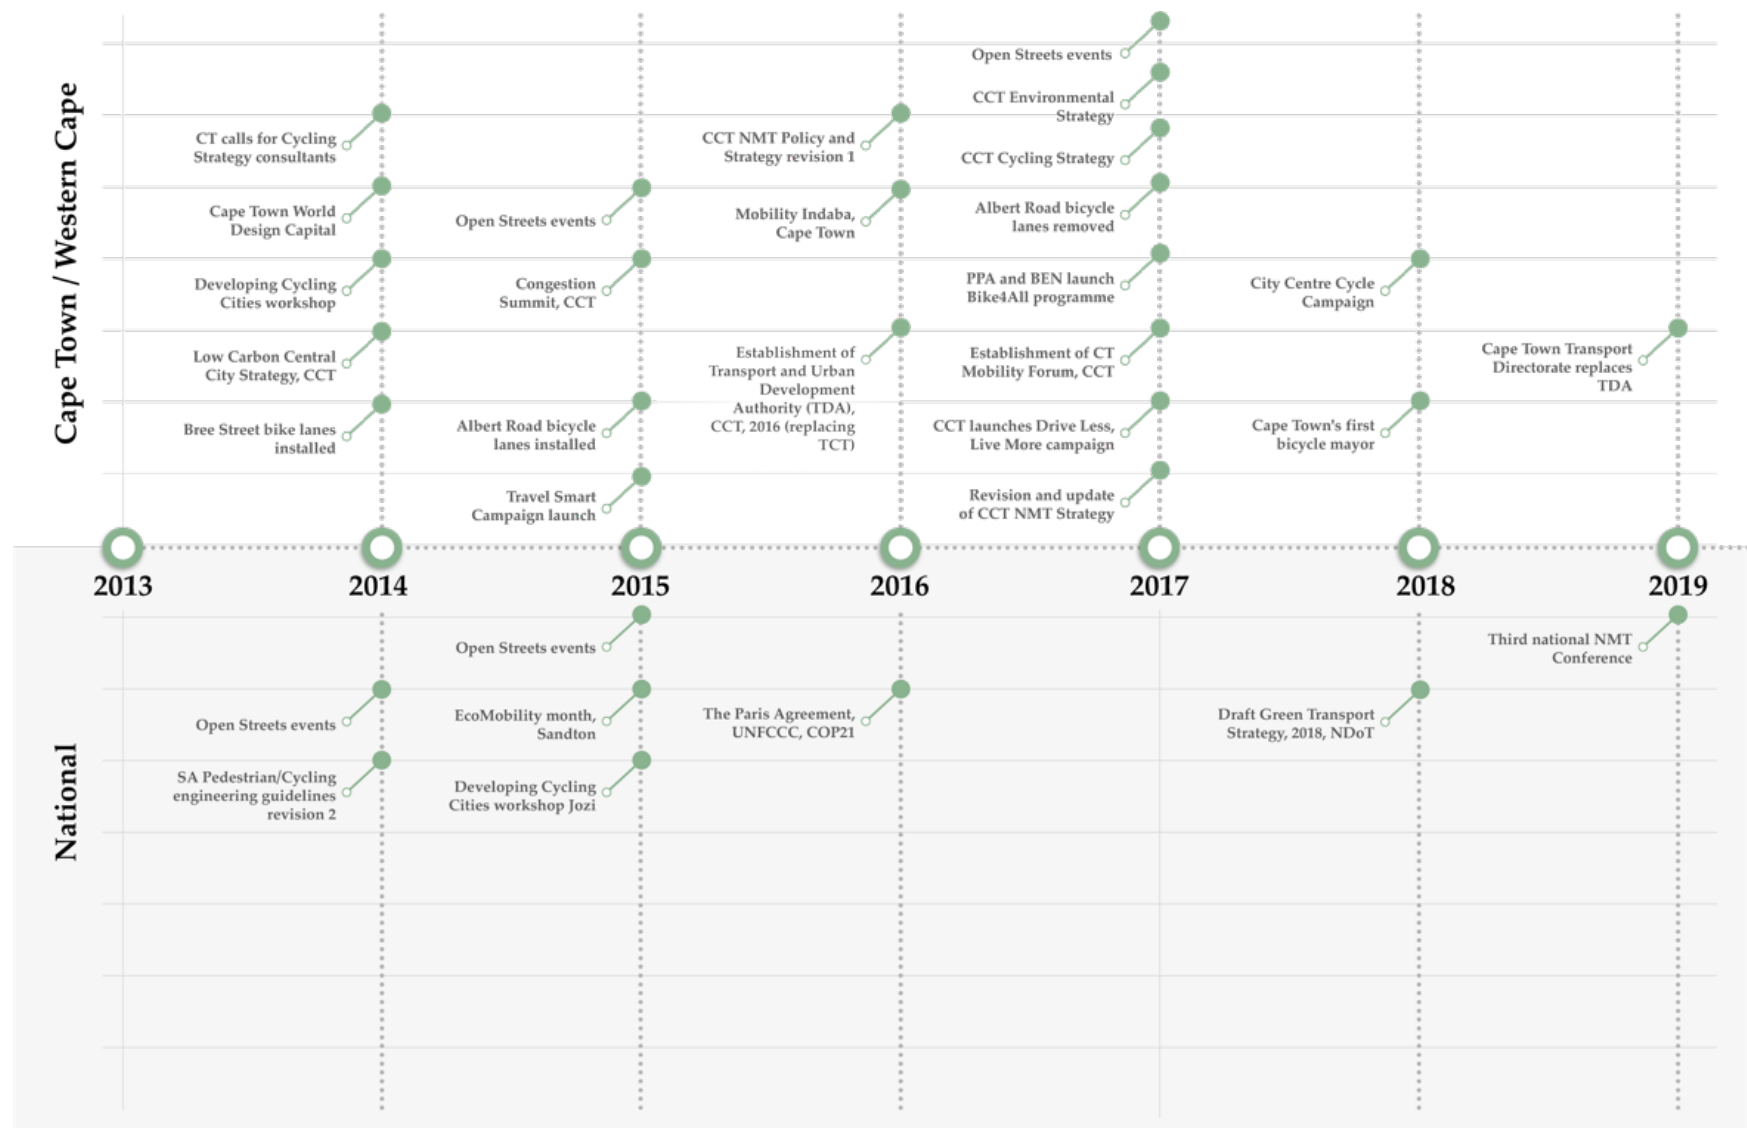 Cape Town / Western Cape
CT calls for Cycling
Strategy consultants
Cape Town World
Design Capital
Developing Cycling
Cities workshop
Low Carbon Central
City Strategy, CCT
Bree Street bike lanes
installed
Open Streets events
Congestion
Summit, CCT
Albert Road bicycle
lanes installed
Travel Smart
Campaign launch
CCT NMT Policy and
Strategy revision 1
Mobility Indaba,
Cape Town
Establishment of
Transport and Urban
Development
Authority (TDA),
CCT, 2016 (replacing
TCT)
Open Streets events
CCT Environmental
Strategy
CCT Cycling Strategy
Albert Road bicycle
lanes removed
PPA and BEN launch
Bike4All programme
Establishment of CT
Mobility Forum, CCT
CCT launches Drive Less,
Live More campaign
Revision and update
of CCT NMT Strategy
City Centre Cycle
Campaign
Cape Town's first
bicycle mayor
Cape Town Transport
Directorate replaces
TDA
2013
2014
2015
2016
2017
2018
2019
National
Open Streets events
SA Pedestrian/Cycling
engineering guidelines
revision 2
Open Streets events
EcoMobility month,
Sandton
Developing Cycling
Cities workshop Jozi
The Paris Agreement,
UNFCCC, COP21
Draft Green Transport
Strategy, 2018, NDoT
Third national NMT
Conference